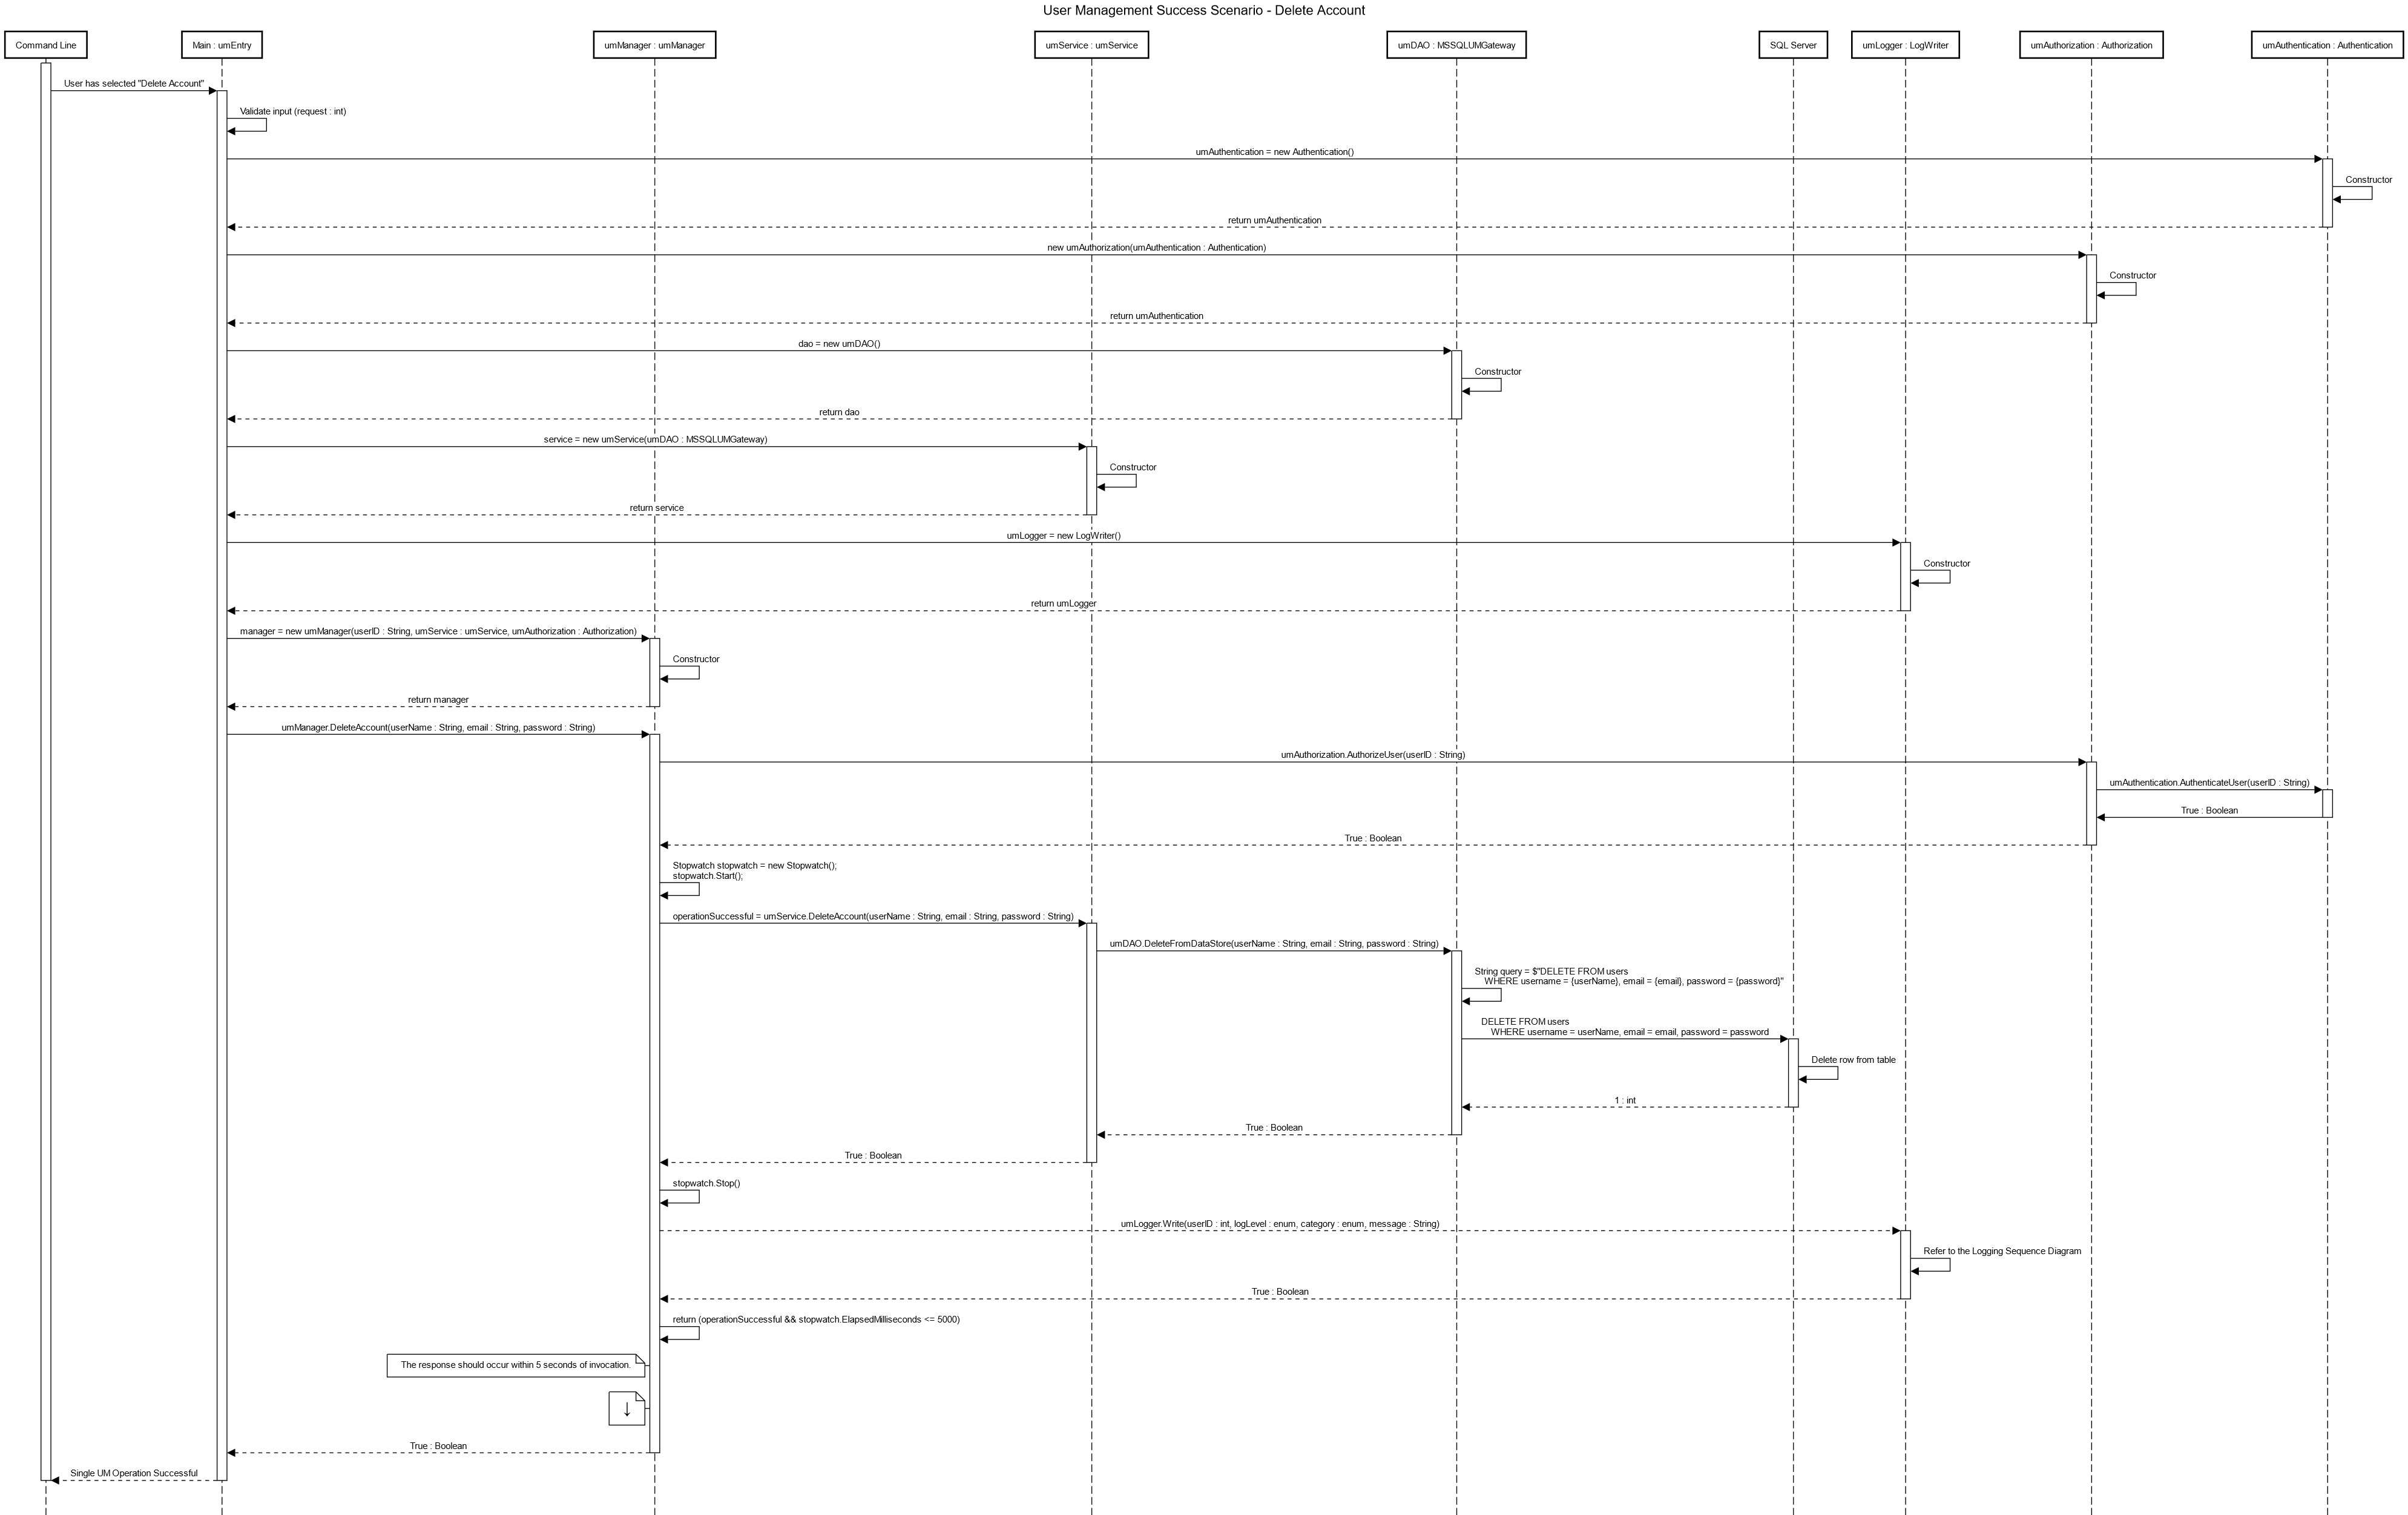 User Management Success Scenario - Delete Account
Command Line
Main : umEntry
umManager : umManager
umService : umService
umDAO : MSSQLUMGateway
SQL Server
umLogger : LogWriter
umAuthorization : Authorization
umAuthentication : Authentication
User has selected "Delete Account"
Validate input (request : int)
umAuthentication = new Authentication()
Constructor
return umAuthentication
new umAuthorization(umAuthentication : Authentication)
Constructor
return umAuthentication
dao = new umDAO()
Constructor
return dao
service = new umService(umDAO : MSSQLUMGateway)
Constructor
return service
umLogger = new LogWriter()
Constructor
return umLogger
manager = new umManager(userID : String, umService : umService, umAuthorization : Authorization)
Constructor
return manager
umManager.DeleteAccount(userName : String, email : String, password : String)
umAuthorization.AuthorizeUser(userID : String)
umAuthentication.AuthenticateUser(userID : String)
True : Boolean
True : Boolean
Stopwatch stopwatch = new Stopwatch();
stopwatch.Start();
operationSuccessful = umService.DeleteAccount(userName : String, email : String, password : String)
umDAO.DeleteFromDataStore(userName : String, email : String, password : String)
String query = $"DELETE FROM users
WHERE username = {userName}, email = {email}, password = {password}"
DELETE FROM users
WHERE username = userName, email = email, password = password
Delete row from table
1 : int
True : Boolean
True : Boolean
stopwatch.Stop()
umLogger.Write(userID : int, logLevel : enum, category : enum, message : String)
Refer to the Logging Sequence Diagram
True : Boolean
return (operationSuccessful && stopwatch.ElapsedMilliseconds <= 5000)
The response should occur within 5 seconds of invocation.
↓
True : Boolean
Single UM Operation Successful